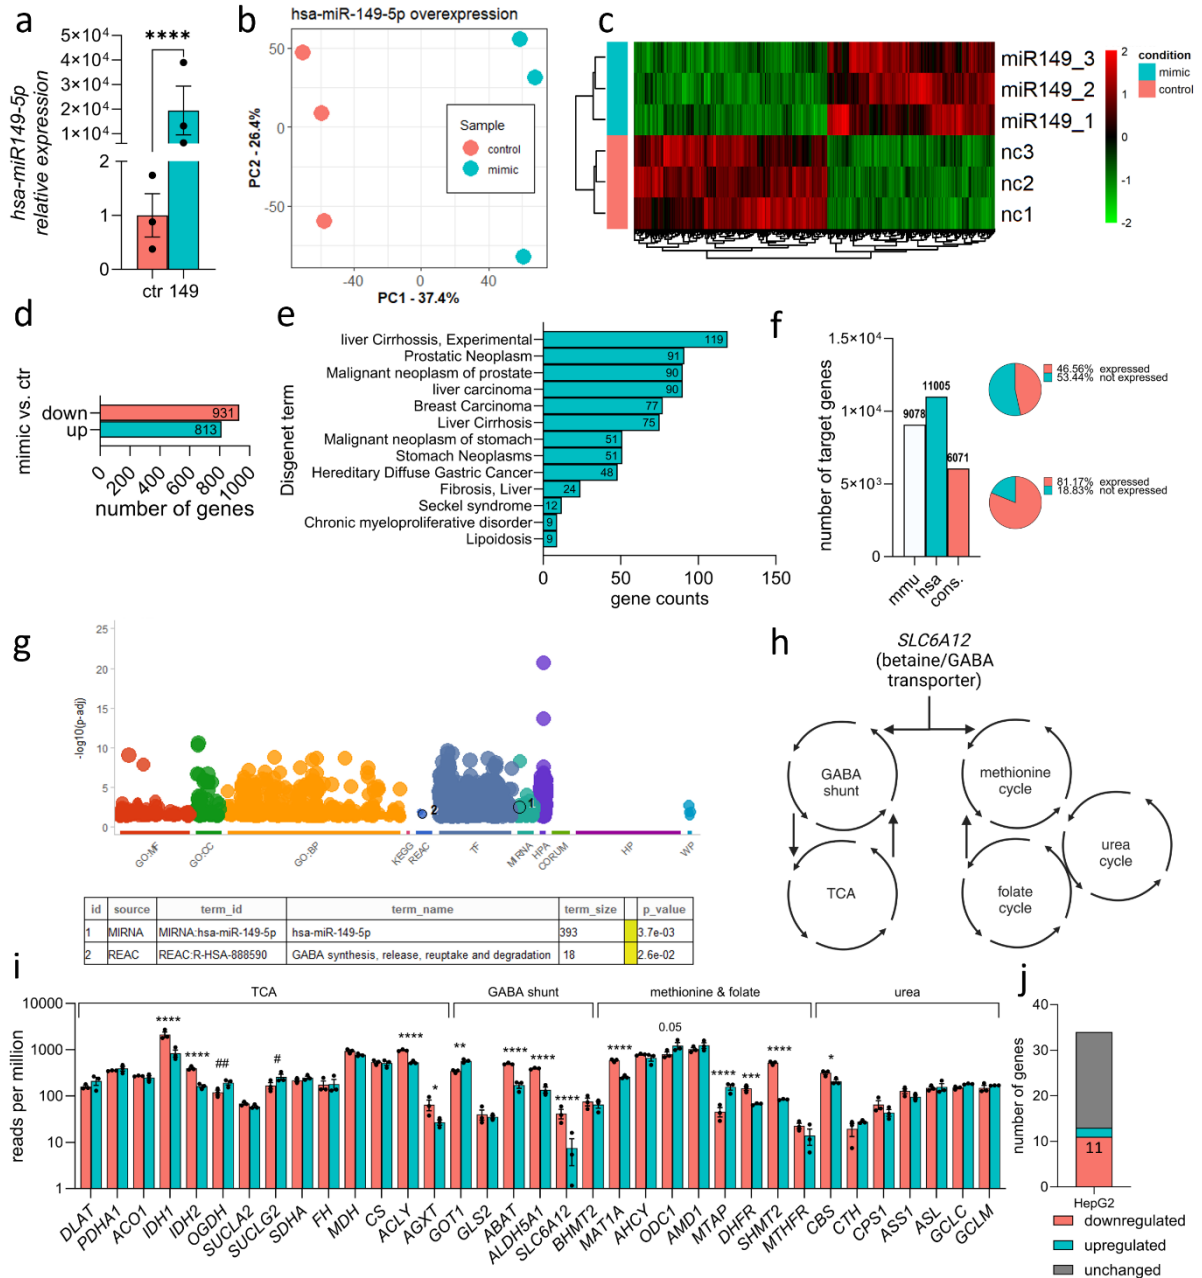 a
****
5×10⁴
4×10⁴
3×10⁴
2×10⁴
1×10⁴
2
1
0
hsa-miR149-5p
relative expression
ctr 149
b
hsa-miR-149-5p overexpression
50
0
-50
PC2 - 26.4%
-40 0 40
PC1 - 37.4%
Sample
control
mimic
c
miR149_3
miR149_2
miR149_1
nc3
nc2
nc1
2
1
0
-1
-2
condition
mimic
control
d
mimic vs. ctr
down 931
up 813
0 200 400 600 800 1000
number of genes
e
Disgenet term
liver Cirrhossis, Experimental 119
Prostatic Neoplasm 91
Malignant neoplasm of prostate 90
liver carcinoma 90
Breast Carcinoma 77
Liver Cirrhosis 75
Malignant neoplasm of stomach 51
Stomach Neoplasms 51
Hereditary Diffuse Gastric Cancer 48
Fibrosis, Liver 24
Seckel syndrome 12
Chronic myeloproliferative disorder 9
Lipoidosis 9
0 50 100 150
gene counts
f
number of target genes
1.5×10⁴
1×10⁴
5×10³
0
9078
11005
6071
mmu hsa cons.
46.56% expressed
53.44% not expressed
81.17% expressed
18.83% not expressed
g
-log10(p-adj)
25
20
15
10
5
0
2
1
GO:MF GO:CC GO:BP KEGG REAC TF MIRNA HPA CORUM HP WP
id source term_id term_name term_size p_value
1 MIRNA MIRNA:hsa-miR-149-5p hsa-miR-149-5p 393 3.7e-03
2 REAC REAC:R-HSA-888590 GABA synthesis, release, reuptake and degradation 18 2.6e-02
h
SLC6A12
(betaine/GABA
transporter)
GABA
shunt
methionine
cycle
urea
cycle
TCA
folate
cycle
i
TCA GABA shunt methionine & folate urea
reads per million
10000
1000
100
10
1
**** **** ## # **** * ** **** **** **** **** 0.05 **** *** **** *
DLAT PDHA1 ACO1 IDH1 IDH2 OGDH SUCLA2 SUCLG2 SDHA FH MDH CS ACLY AGXT GOT1 GLS2 ABAT ALDH5A1 SLC6A12 BHMT2 MAT1A AHCY ODC1 AMD1 MTAP DHFR SHMT2 MTHFR CBS CTH CPS1 ASS1 ASL GCLC GCLM
j
number of genes
40
30
20
10
0
11
HepG2
downregulated
upregulated
unchanged